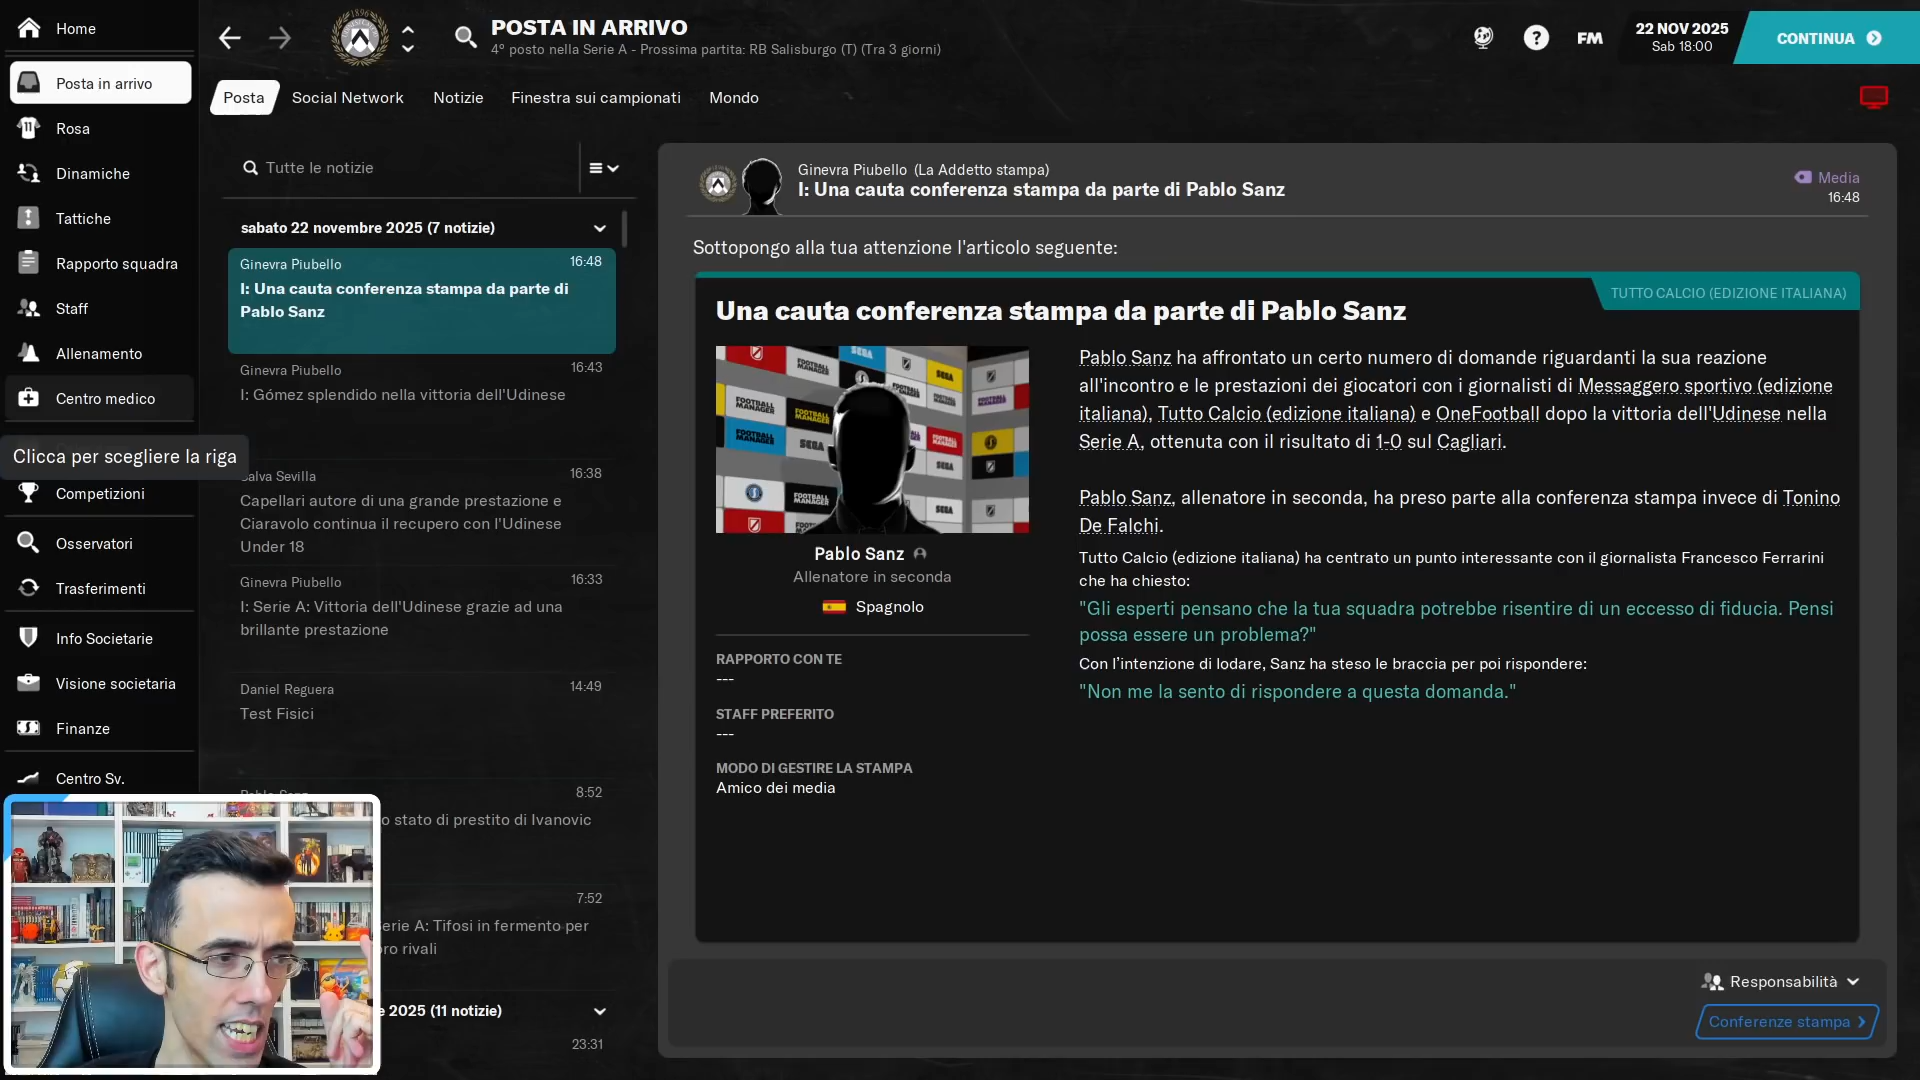 Home
Posta in arrivo
Rosa
Dinamiche
Tattiche
Rapporto squadra
Staff
Allenamento
Centro medico
Clicca per scegliere la riga
Competizioni
Osservatori
Trasferimenti
Info Societarie
Visione societaria
Finanze
Centro Sv.
1896
POSTA IN ARRIVO
4º posto nella Serie A - Prossima partita: RB Salisburgo (T) (Tra 3 giorni)
FM
22 NOV 2025
Sab 18:00
CONTINUA
Posta
Social Network
Notizie
Finestra sui campionati
Mondo
Tutte le notizie
sabato 22 novembre 2025 (7 notizie)
Ginevra Piubello 16:48
I: Una cauta conferenza stampa da parte di
Pablo Sanz
Ginevra Piubello 16:43
I: Gómez splendido nella vittoria dell'Udinese
Salva Sevilla 16:38
Capellari autore di una grande prestazione e
Ciaravolo continua il recupero con l'Udinese
Under 18
Ginevra Piubello 16:33
I: Serie A: Vittoria dell'Udinese grazie ad una
brillante prestazione
Daniel Reguera 14:49
Test Fisici
Pablo Sanz 8:52
o stato di prestito di Ivanovic
7:52
Serie A: Tifosi in fermento per
oro rivali
e 2025 (11 notizie)
23:31
Ginevra Piubello (La Addetto stampa)
I: Una cauta conferenza stampa da parte di Pablo Sanz
Media
16:48
Sottopongo alla tua attenzione l'articolo seguente:
TUTTO CALCIO (EDIZIONE ITALIANA)
Una cauta conferenza stampa da parte di Pablo Sanz
FOOTBALL MANAGER
SEGA
Pablo Sanz
Allenatore in seconda
Spagnolo
RAPPORTO CON TE
---
STAFF PREFERITO
---
MODO DI GESTIRE LA STAMPA
Amico dei media
Pablo Sanz ha affrontato un certo numero di domande riguardanti la sua reazione
all'incontro e le prestazioni dei giocatori con i giornalisti di Messaggero sportivo (edizione
italiana), Tutto Calcio (edizione italiana) e OneFootball dopo la vittoria dell'Udinese nella
Serie A, ottenuta con il risultato di 1-0 sul Cagliari.
Pablo Sanz, allenatore in seconda, ha preso parte alla conferenza stampa invece di Tonino
De Falchi.
Tutto Calcio (edizione italiana) ha centrato un punto interessante con il giornalista Francesco Ferrarini
che ha chiesto:
"Gli esperti pensano che la tua squadra potrebbe risentire di un eccesso di fiducia. Pensi
possa essere un problema?"
Con l'intenzione di lodare, Sanz ha steso le braccia per poi rispondere:
"Non me la sento di rispondere a questa domanda."
Responsabilità
Conferenze stampa